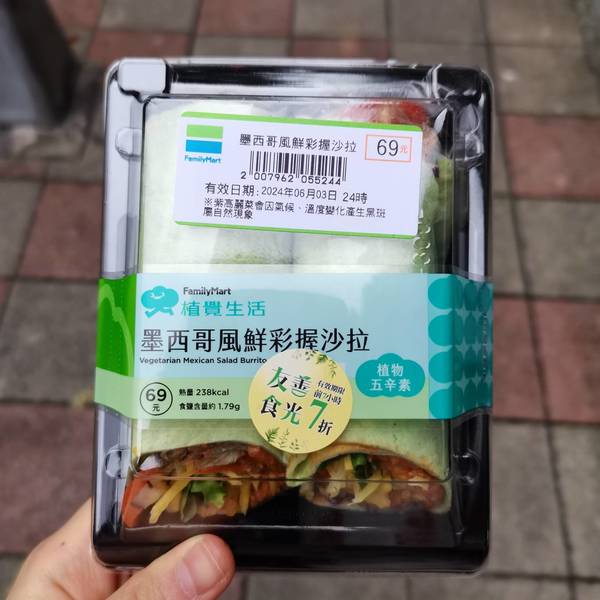 墨西哥風鮮彩握沙拉
69元
FamilyMart
2 007962 055244
有效日期:2024年06月03日 24時
※紫高麗菜會因氣候、溫度變化產生黑斑
屬自然現象
FamilyMart
植覺生活
墨西哥風鮮彩握沙拉
Vegetarian Mexican Salad Burrito
植物
五辛素
69
元
熱量 238kcal
食鹽含量約 1.79g
友善
食光
有效期限
前7小時
7折